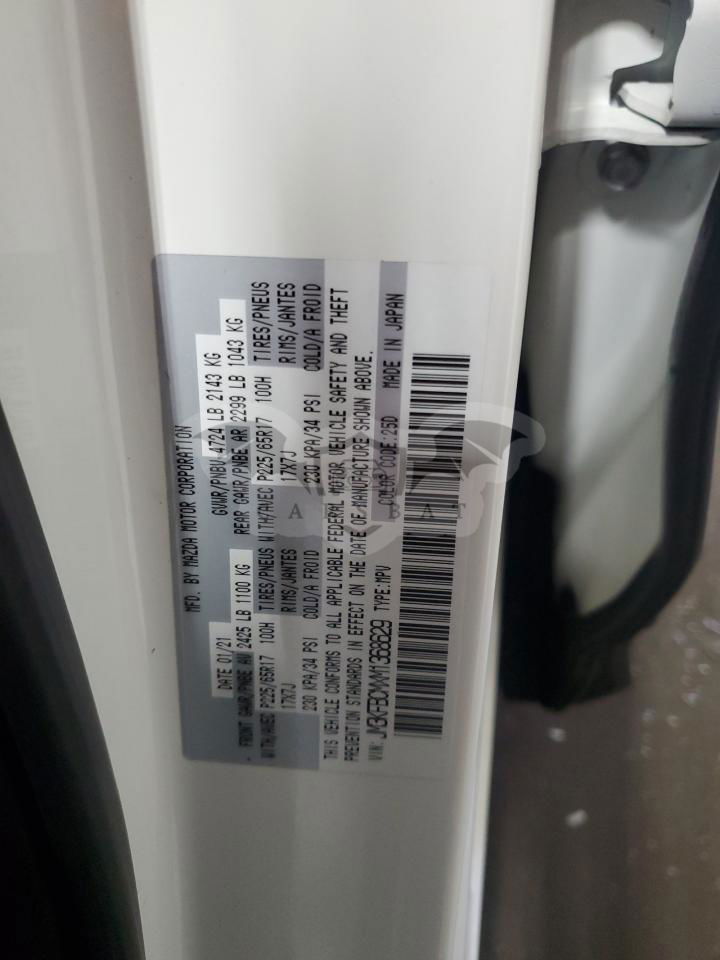 MFD. BY MAZDA MOTOR CORPORATION
DATE 01/21 GVWR/PNBV 4724 LB 2143 KG
FRONT GAWR/PNBE AV 2425 LB 1100 KG REAR GAWR/PNBE AR 2299 LB 1043 KG
WITH/AVEC P225/65R17 100H TIRES/PNEUS WITH/AVEC P225/65R17 100H TIRES/PNEUS
17X7J RIMS/JANTES 17X7J RIMS/JANTES
230 KPA/34 PSI COLD/A FROID 230 KPA/34 PSI COLD/A FROID
THIS VEHICLE CONFORMS TO ALL APPLICABLE FEDERAL MOTOR VEHICLE SAFETY AND THEFT
PREVENTION STANDARDS IN EFFECT ON THE DATE OF MANUFACTURE SHOWN ABOVE.
VIN: JM3KFBCMXM1368629 TYPE:MPV COLOR CODE:25D MADE IN JAPAN